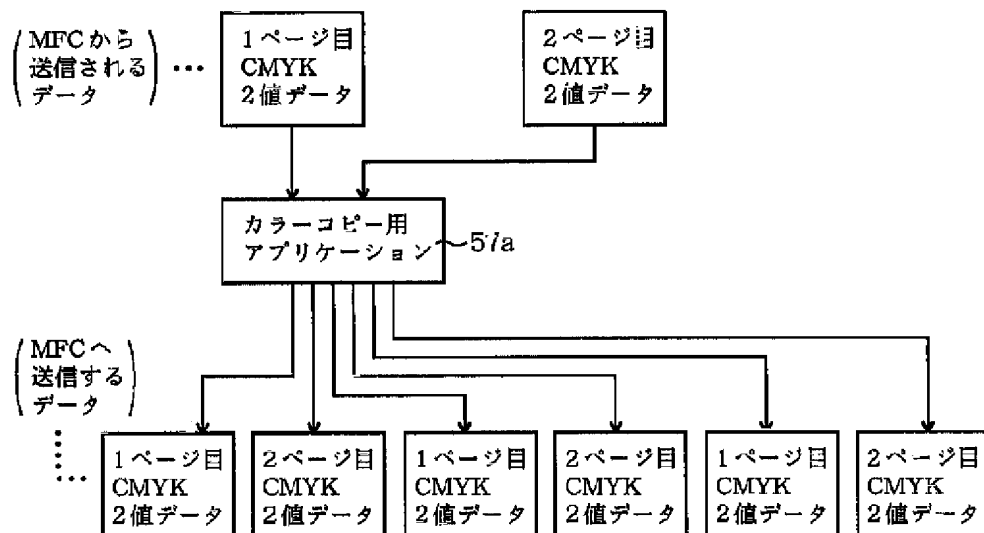 MFCから
送信される
データ
…
1ページ目
CMYK
2値データ
2ページ目
CMYK
2値データ
カラーコピー用
アプリケーション
57a
MFCへ
送信する
データ
1ページ目
CMYK
2値データ
2ページ目
CMYK
2値データ
1ページ目
CMYK
2値データ
2ページ目
CMYK
2値データ
1ページ目
CMYK
2値データ
2ページ目
CMYK
2値データ